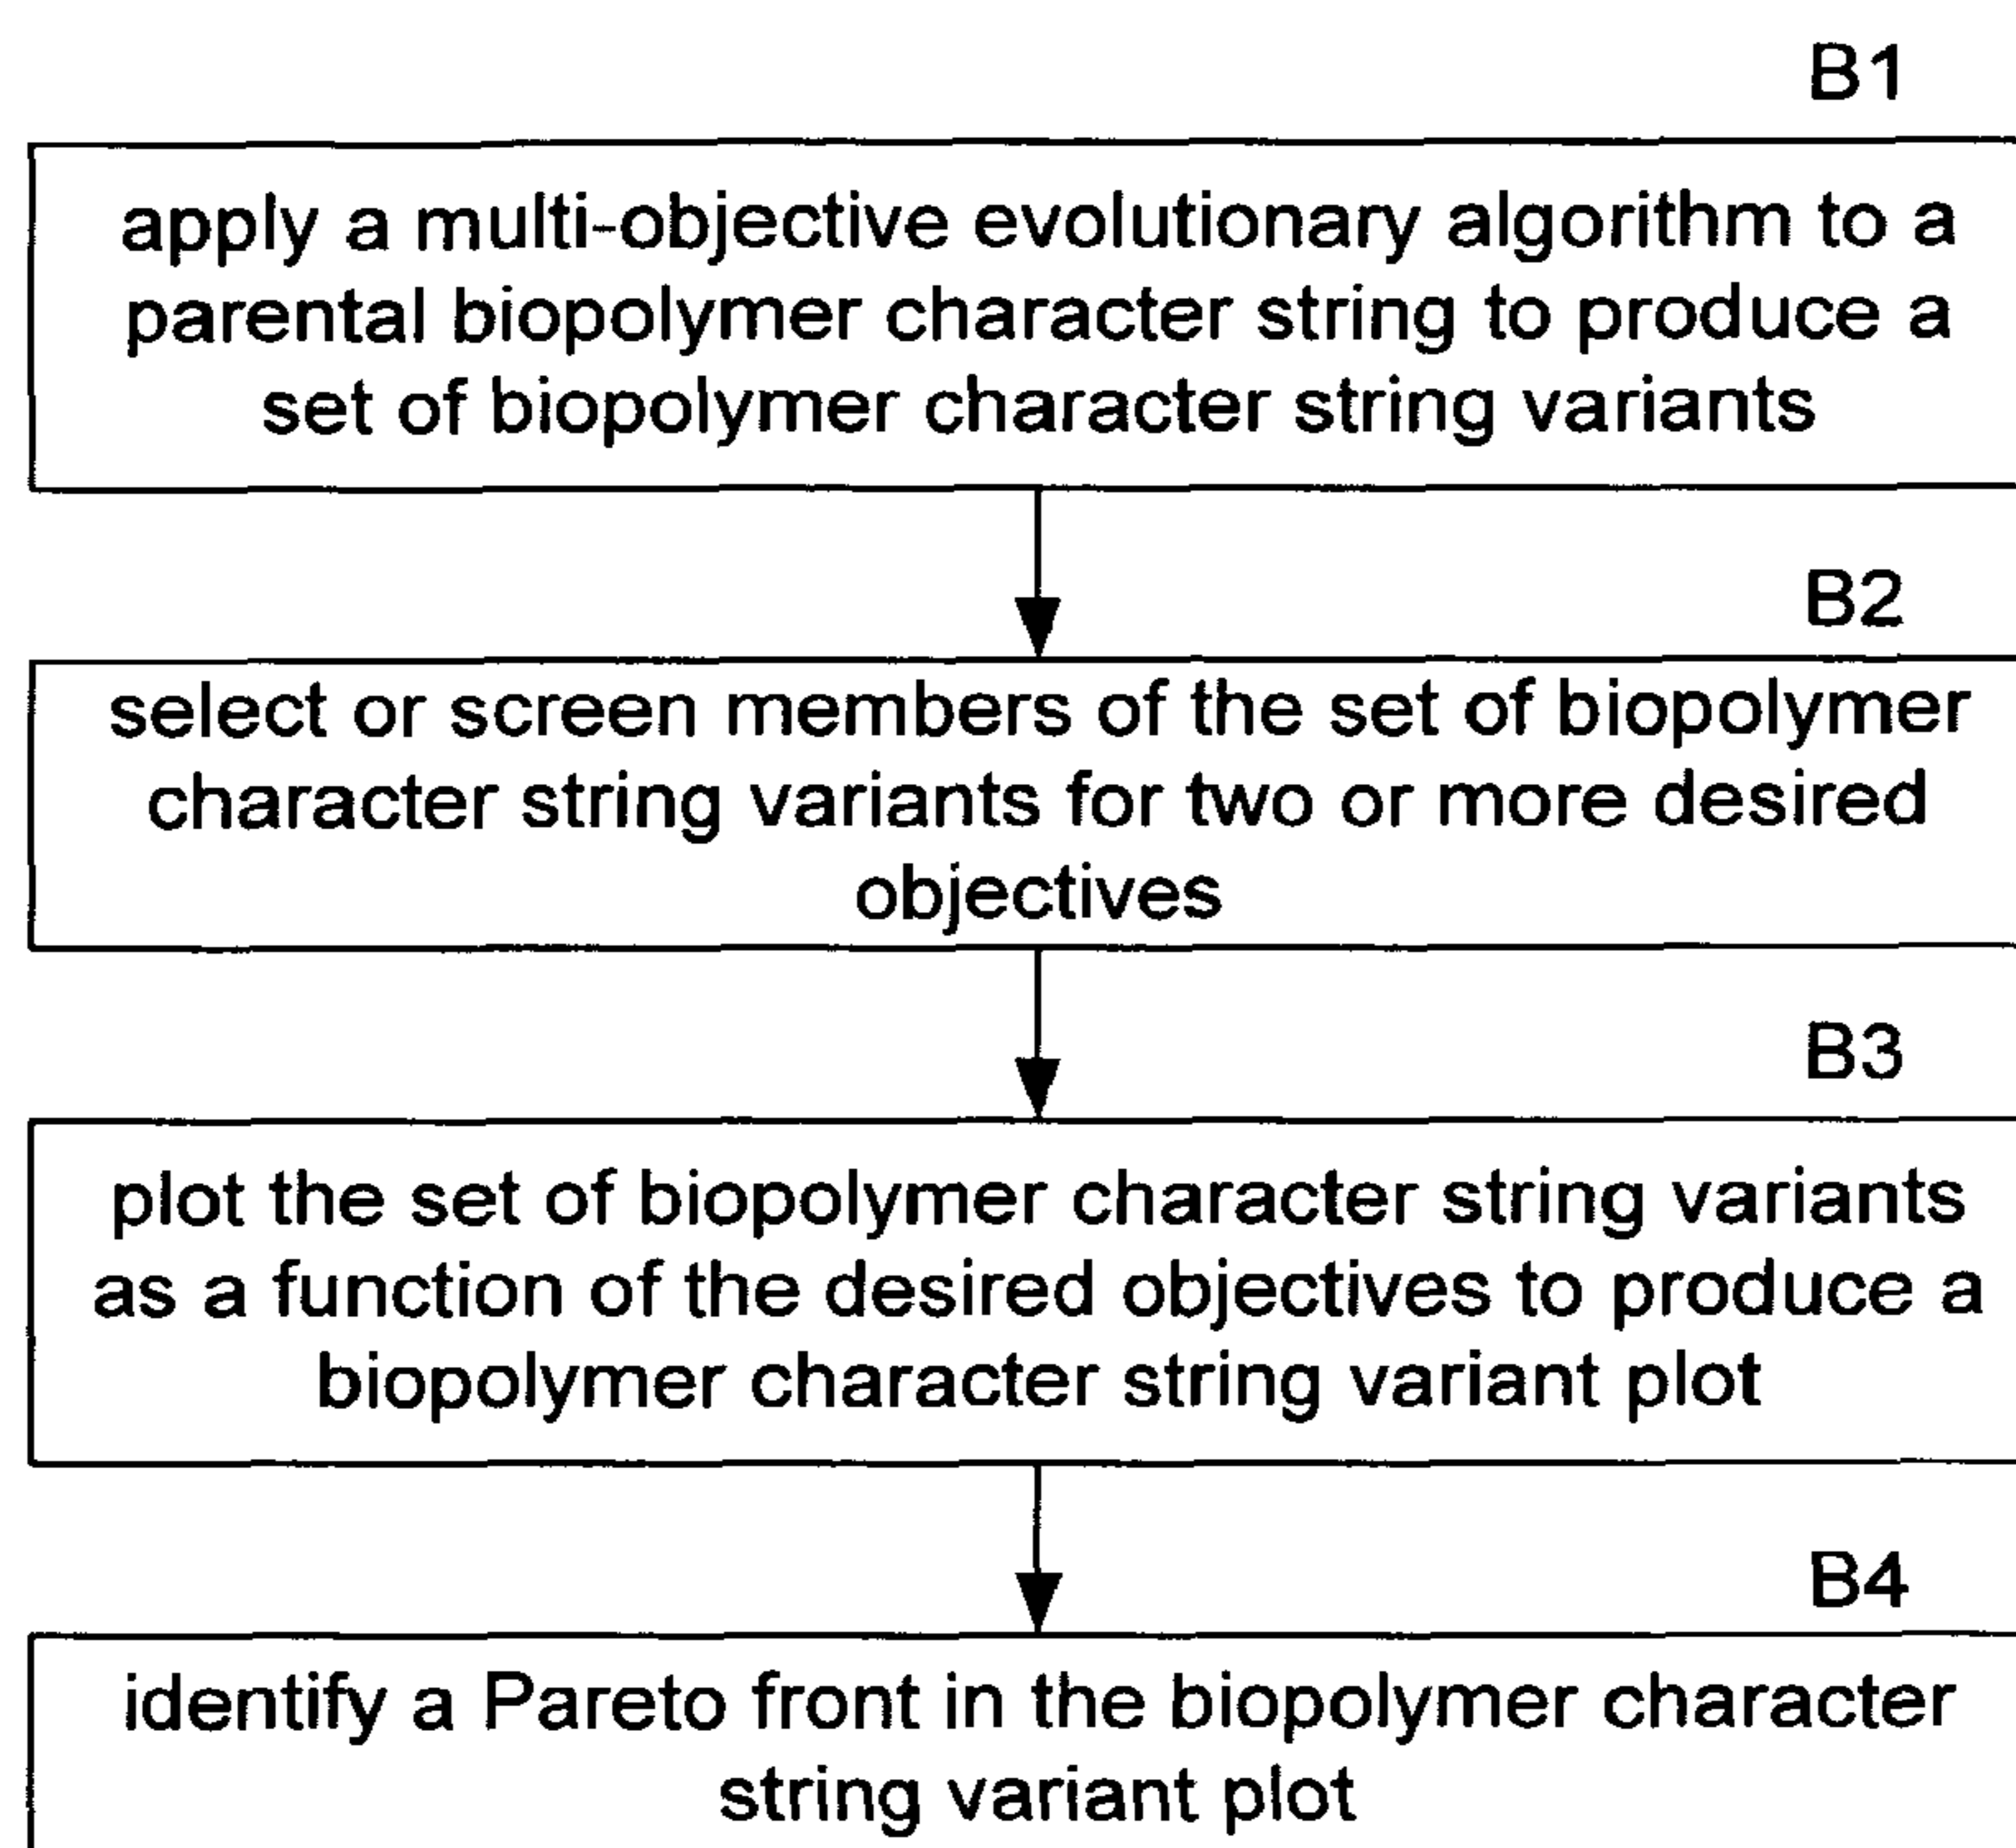 B1
apply a multi-objective evolutionary algorithm to a
parental biopolymer character string to produce a
set of biopolymer character string variants
B2
select or screen members of the set of biopolymer
character string variants for two or more desired
objectives
B3
plot the set of biopolymer character string variants
as a function of the desired objectives to produce a
biopolymer character string variant plot
B4
identify a Pareto front in the biopolymer character
string variant plot